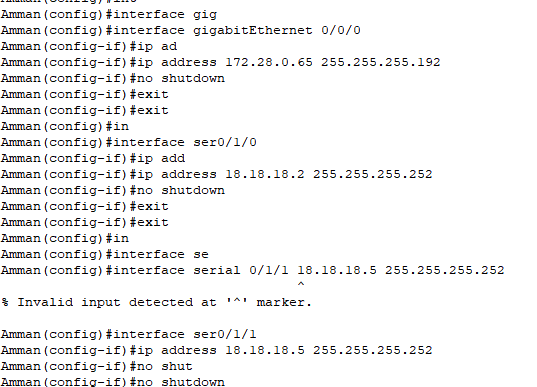 Amman(config)#interface gig
Amman(config)#interface gigabitEthernet 0/0/0
Amman(config-if)#ip ad
Amman(config-if)#ip address 172.28.0.65 255.255.255.192
Amman(config-if)#no shutdown
Amman(config-if)#exit
Amman(config-if)#exit
Amman(config)#in
Amman(config)#interface ser0/1/0
Amman(config-if)#ip add
Amman(config-if)#ip address 18.18.18.2 255.255.255.252
Amman(config-if)#no shutdown
Amman(config-if)#exit
Amman(config-if)#exit
Amman(config)#in
Amman(config)#interface se
Amman(config)#interface serial 0/1/1 18.18.18.5 255.255.255.252
^
% Invalid input detected at '^' marker.
Amman(config)#interface ser0/1/1
Amman(config-if)#ip address 18.18.18.5 255.255.255.252
Amman(config-if)#no shut
Amman(config-if)#no shutdown